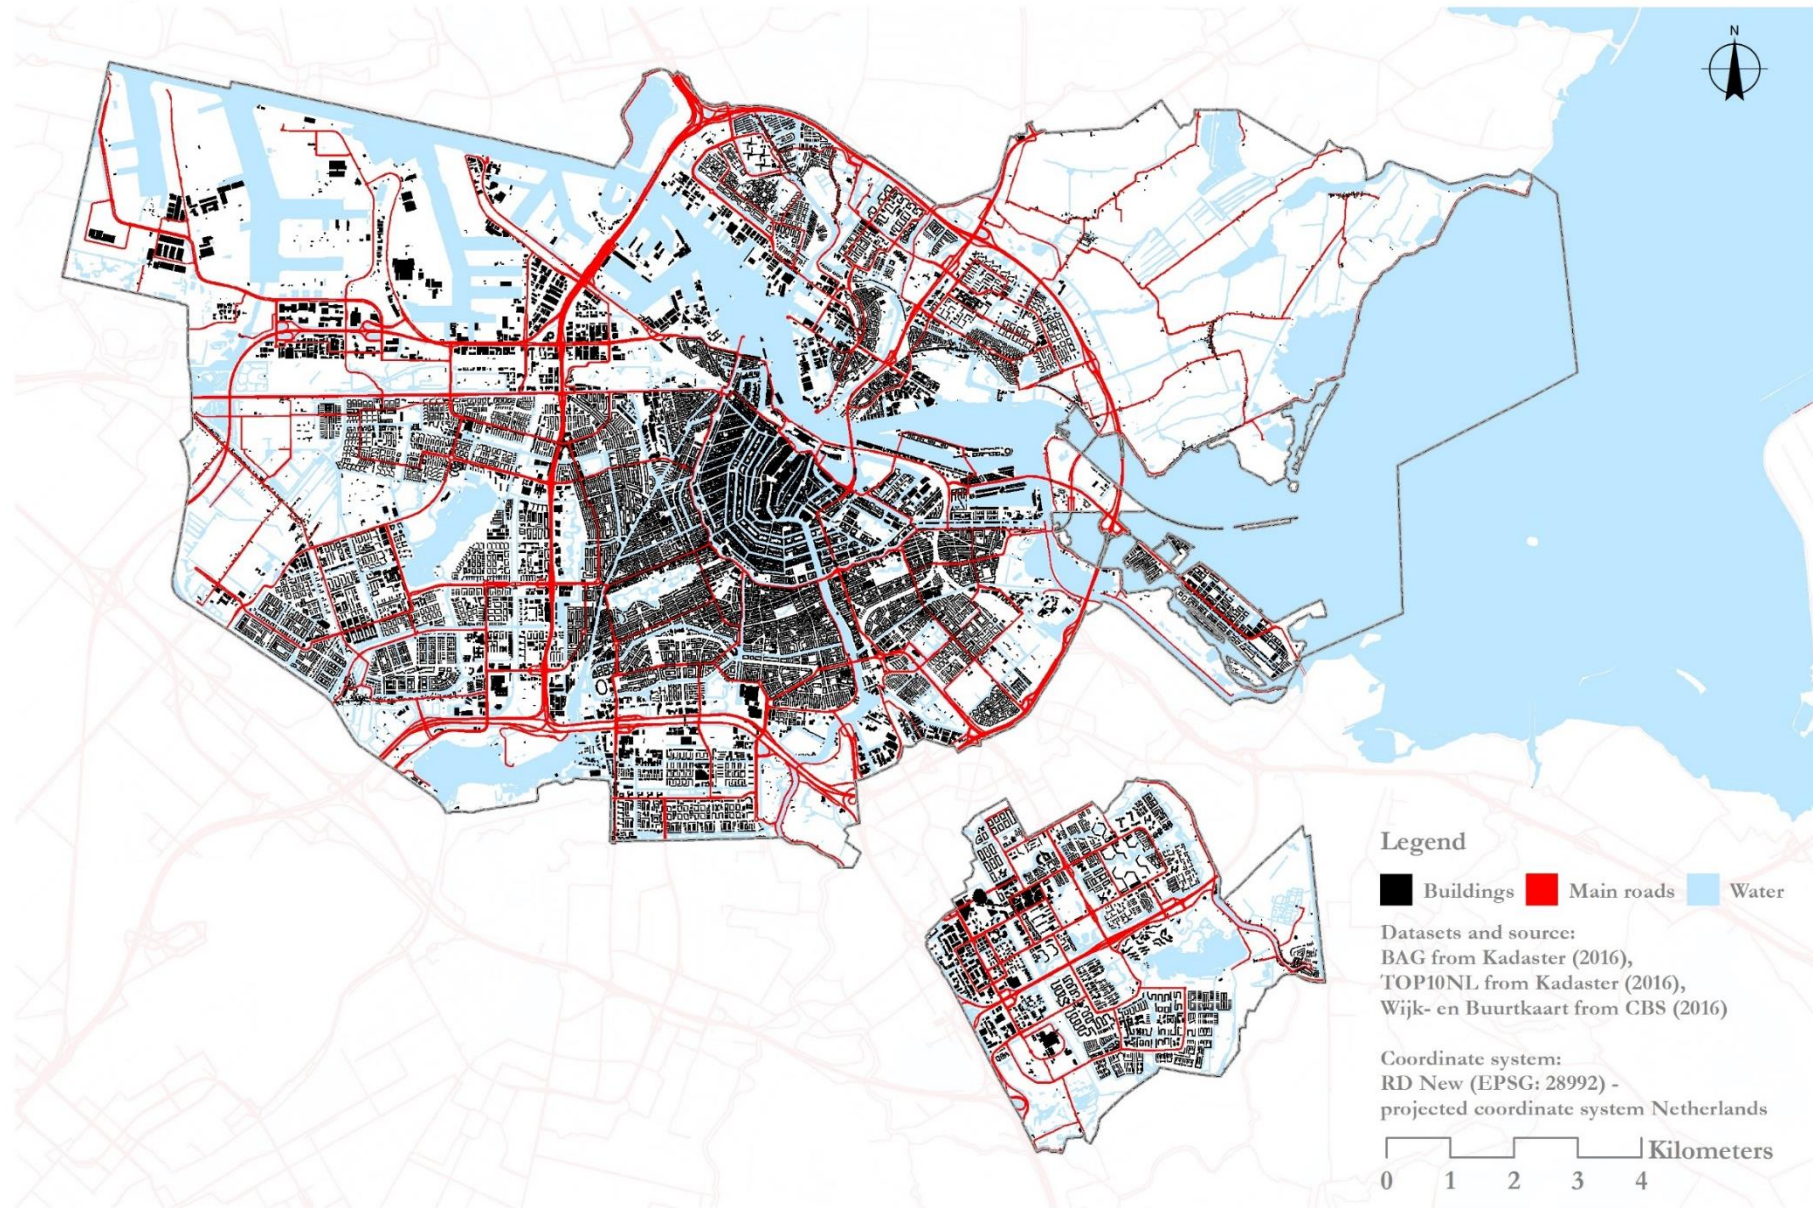 N
Legend
Buildings Main roads Water
Datasets and source:
BAG from Kadaster (2016),
TOP10NL from Kadaster (2016),
Wijk- en Buurtkaart from CBS (2016)
Coordinate system:
RD New (EPSG: 28992) -
projected coordinate system Netherlands
Kilometers
0 1 2 3 4